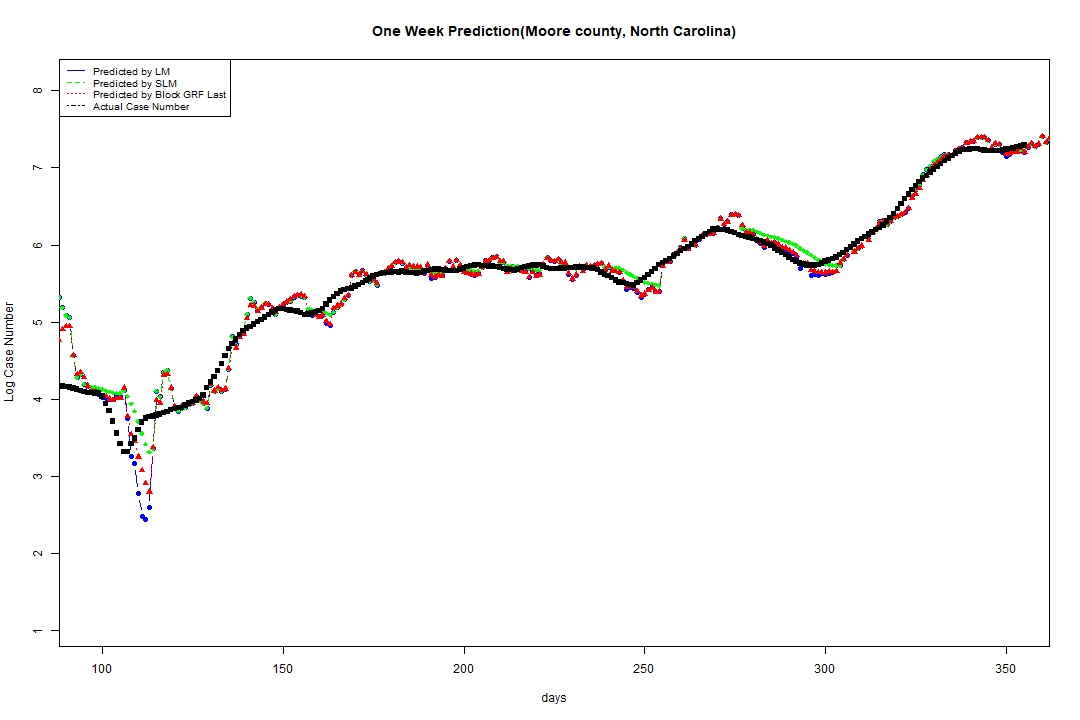 One Week Prediction(Moore county, North Carolina)
Predicted by LM
Predicted by SLM
Predicted by Block GRF Last
Actual Case Number
8
7
6
5
4
3
2
1
Log Case Number
100 150 200 250 300 350
days